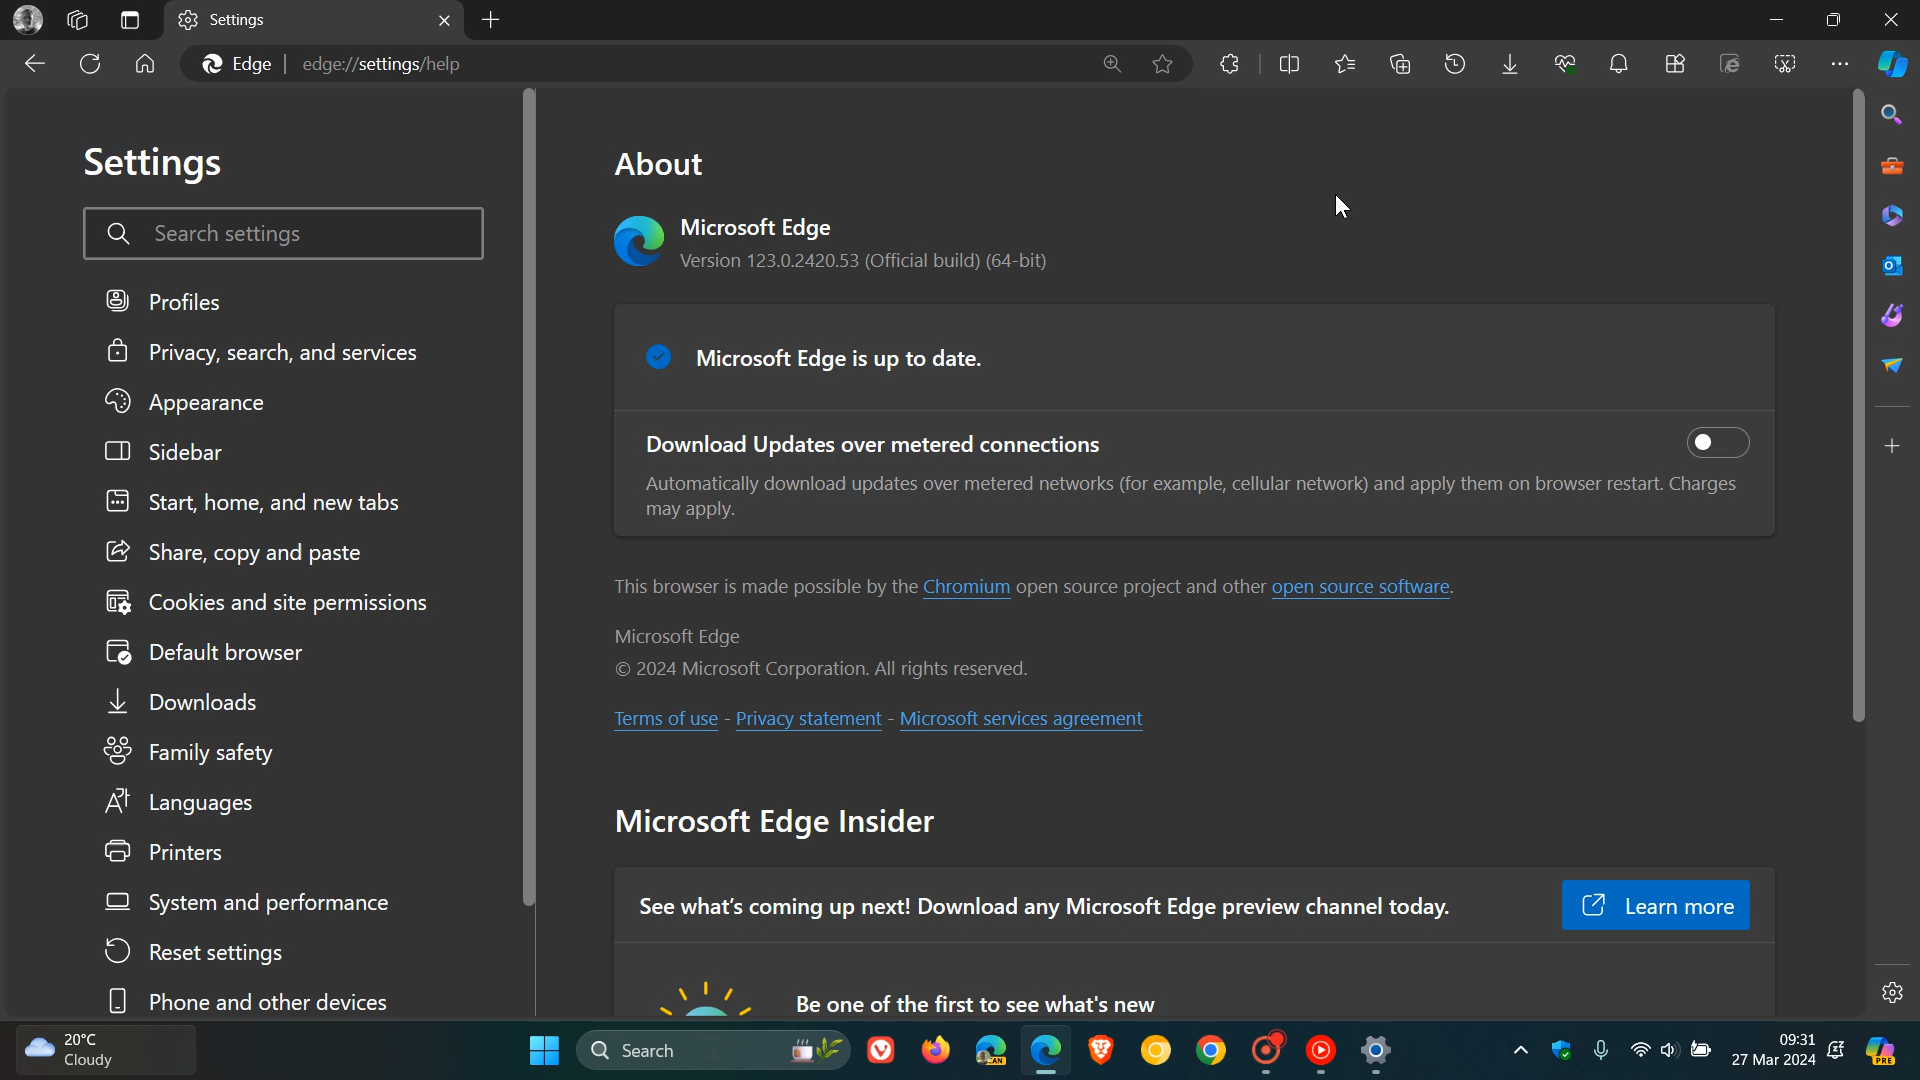 Settings
Edge
edge://settings/help
Settings
Search settings
Profiles
Privacy, search, and services
Appearance
Sidebar
Start, home, and new tabs
Share, copy and paste
Cookies and site permissions
Default browser
Downloads
Family safety
Languages
Printers
System and performance
Reset settings
Phone and other devices
About
Microsoft Edge
Version 123.0.2420.53 (Official build) (64-bit)
Microsoft Edge is up to date.
Download Updates over metered connections
Automatically download updates over metered networks (for example, cellular network) and apply them on browser restart. Charges
may apply.
This browser is made possible by the Chromium open source project and other open source software.
Microsoft Edge
© 2024 Microsoft Corporation. All rights reserved.
Terms of use - Privacy statement - Microsoft services agreement
Microsoft Edge Insider
See what's coming up next! Download any Microsoft Edge preview channel today.
Learn more
Be one of the first to see what's new
20°C
Cloudy
Search
CAN
09:31
27 Mar 2024
PRE